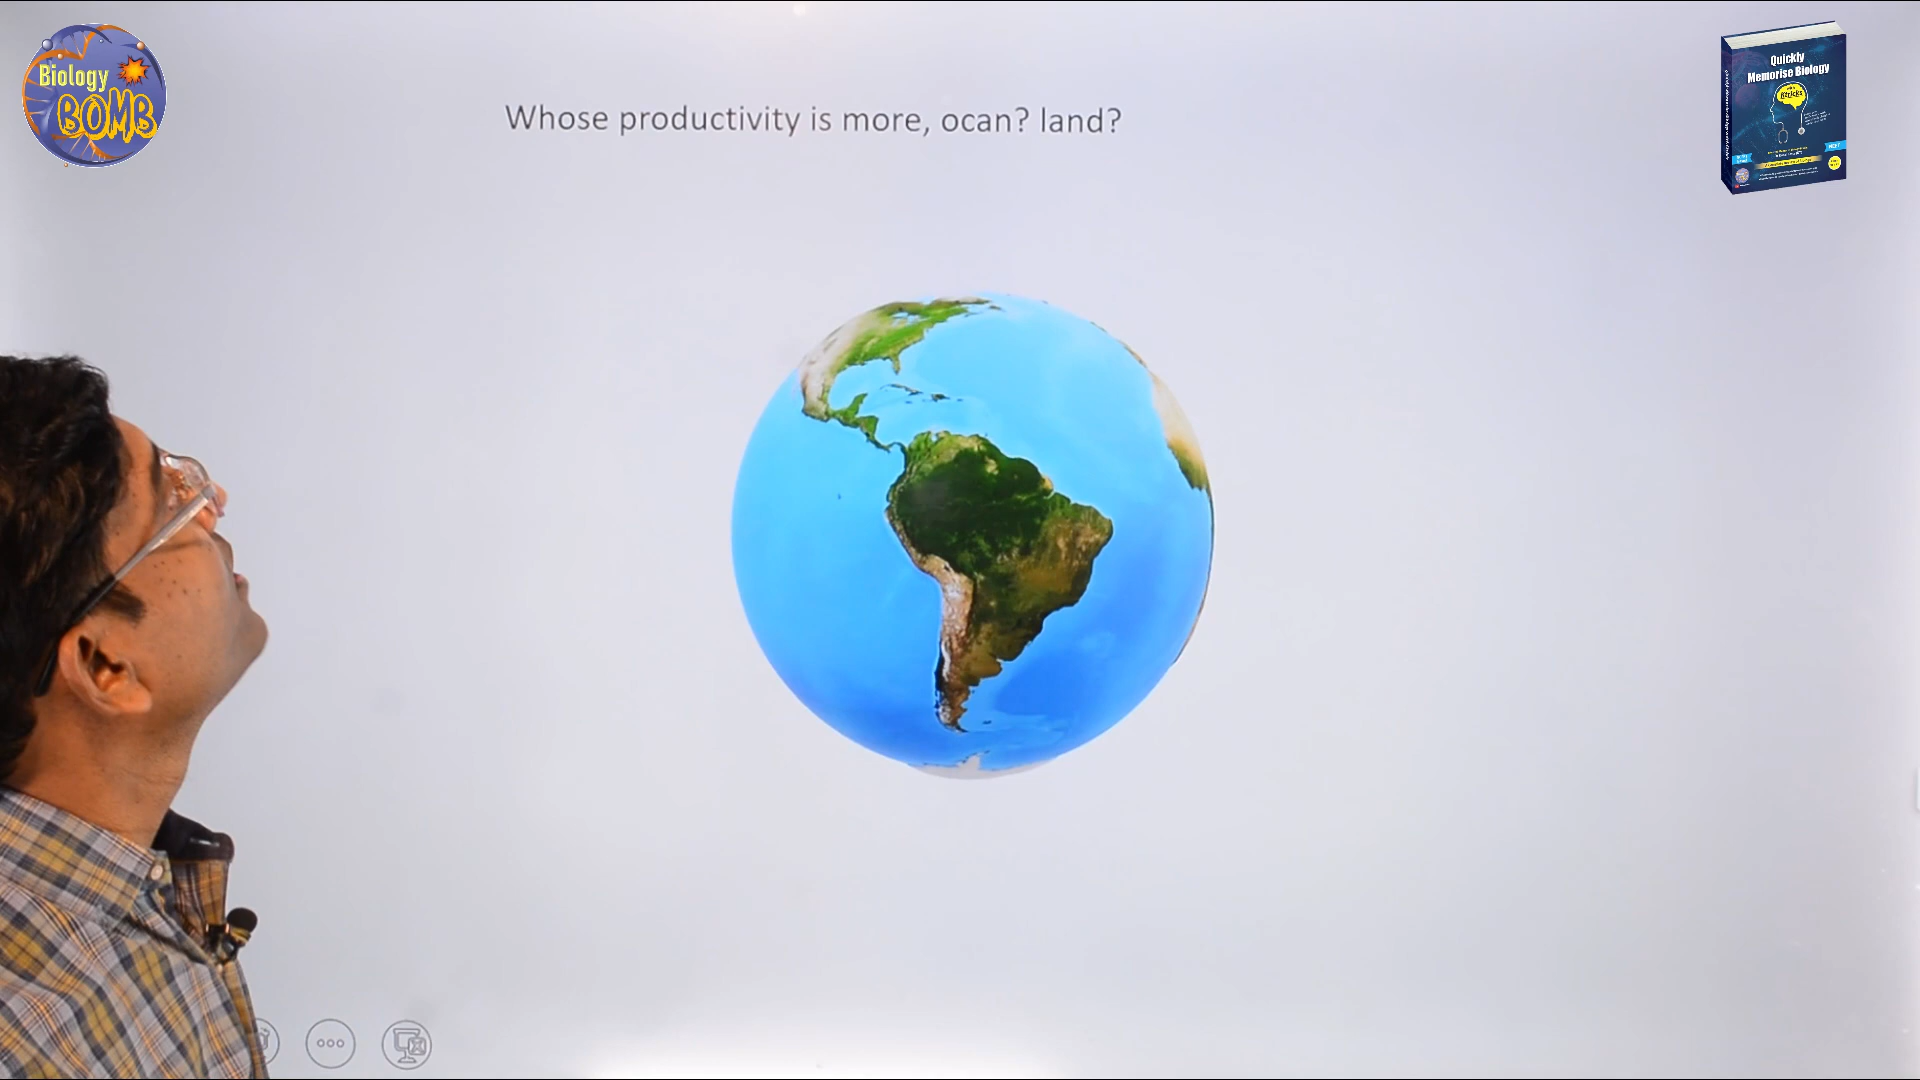 Biology
BOMB
Whose productivity is more, ocan? land?
Quickly
Memorise Biology